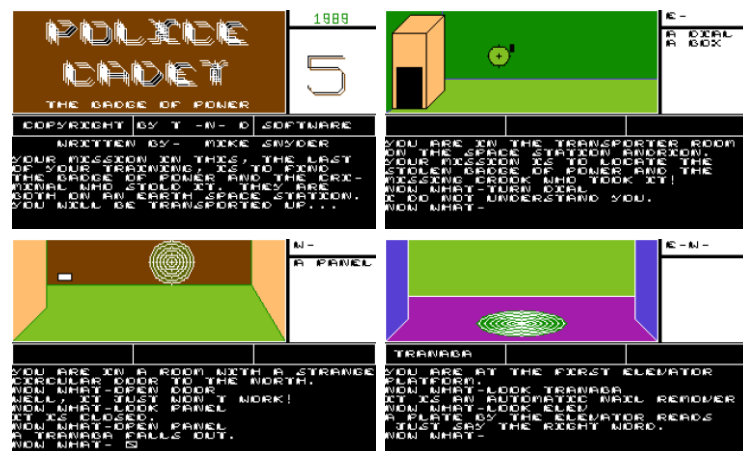 POLICE
CADET
THE BADGE OF POWER
1989
5
COPYRIGHT BY T -N- D SOFTWARE
WRITTEN BY- MIKE SNYDER
YOUR MISSION IN THIS, THE LAST
OF YOUR TRAINING, IS TO FIND
THE BADGE OF POWER AND THE CRI-
MINAL WHO STOLD IT. THEY ARE
BOTH ON AN EARTH SPACE STATION.
YOU WILL BE TRANSPORTED UP...
E-
A DIAL
A BOX
YOU ARE IN THE TRANSPORTER ROOM
ON THE SPACE STATION ANDRION.
YOUR MISSION IS TO LOCATE THE
STOLEN BADGE OF POWER AND THE
MISSING CROOK WHO TOOK IT!
NOW WHAT-TURN DIAL
I DO NOT UNDERSTAND YOU.
NOW WHAT-
W-
A PANEL
YOU ARE IN A ROOM WITH A STRANGE
CIRCULAR DOOR TO THE NORTH.
NOW WHAT-OPEN DOOR
WELL, IT JUST WON T WORK!
NOW WHAT-LOOK PANEL
IT IS CLOSED.
NOW WHAT-OPEN PANEL
A TRANAGA FALLS OUT.
NOW WHAT-
E-W-
TRANAGA
YOU ARE AT THE FIRST ELEVATOR
PLATFORM.
NOW WHAT-LOOK TRANAGA
IT IS AN AUTOMATIC NAIL REMOVER
NOW WHAT-LOOK ELEV
A PLATE BY THE ELEVATOR READS
JUST SAY THE RIGHT WORD.
NOW WHAT-